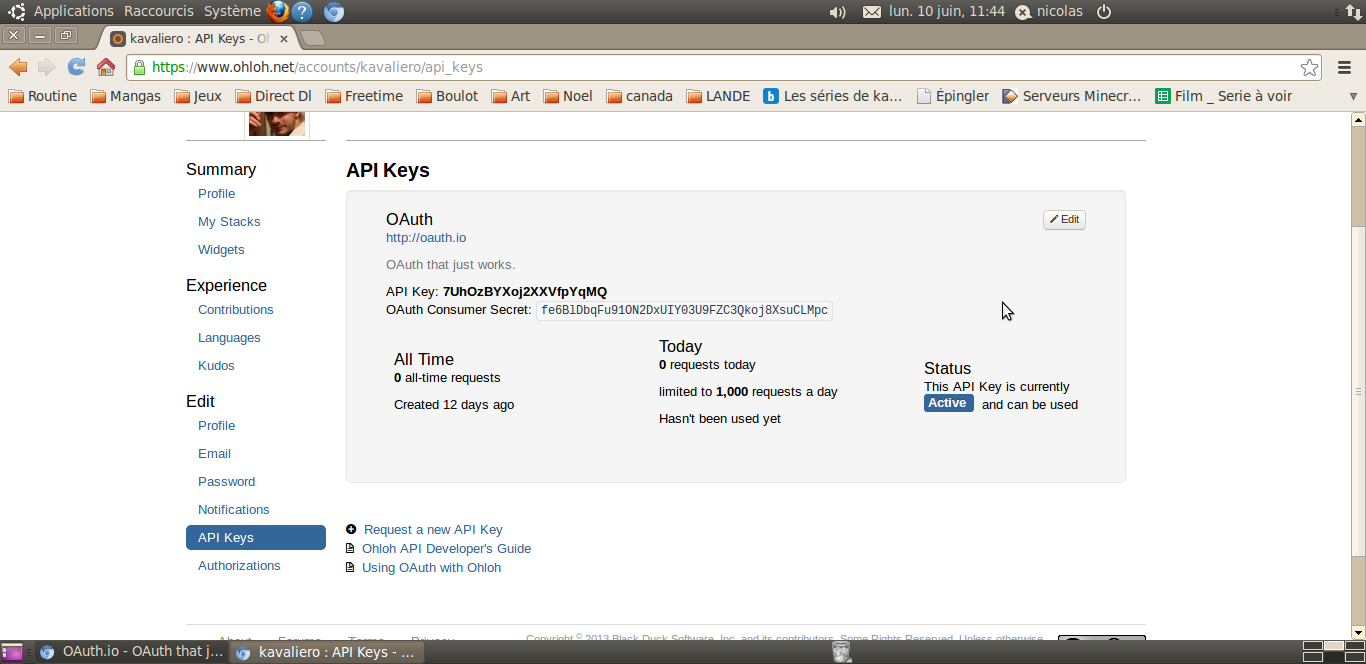 Applications Raccourcis Système lun. 10 juin, 11:44 nicolas
kavaliero : API Keys - Oh
https://www.ohloh.net/accounts/kavaliero/api_keys
Routine Mangas Jeux Direct Dl Freetime Boulot Art Noel canada LANDE Les séries de ka... Épingler Serveurs Minecr... Film _ Serie à voir
Summary
Profile
My Stacks
Widgets
Experience
Contributions
Languages
Kudos
Edit
Profile
Email
Password
Notifications
API Keys
Authorizations
API Keys
OAuth
Edit
http://oauth.io
OAuth that just works.
API Key: 7UhOzBYXoj2XXVfpYqMQ
OAuth Consumer Secret: fe6BlDbqFu91ON2DxUIY03U9FZC3Qkoj8XsuCLMpc
All Time
0 all-time requests
Created 12 days ago
Today
0 requests today
limited to 1,000 requests a day
Hasn't been used yet
Status
This API Key is currently
Active and can be used
Request a new API Key
Ohloh API Developer's Guide
Using OAuth with Ohloh
About Forums Terms Privacy
Copyright © 2013 Black Duck Software, Inc. and its contributors, Some Rights Reserved. Unless otherwise
OAuth.io - OAuth that j... kavaliero : API Keys - ...